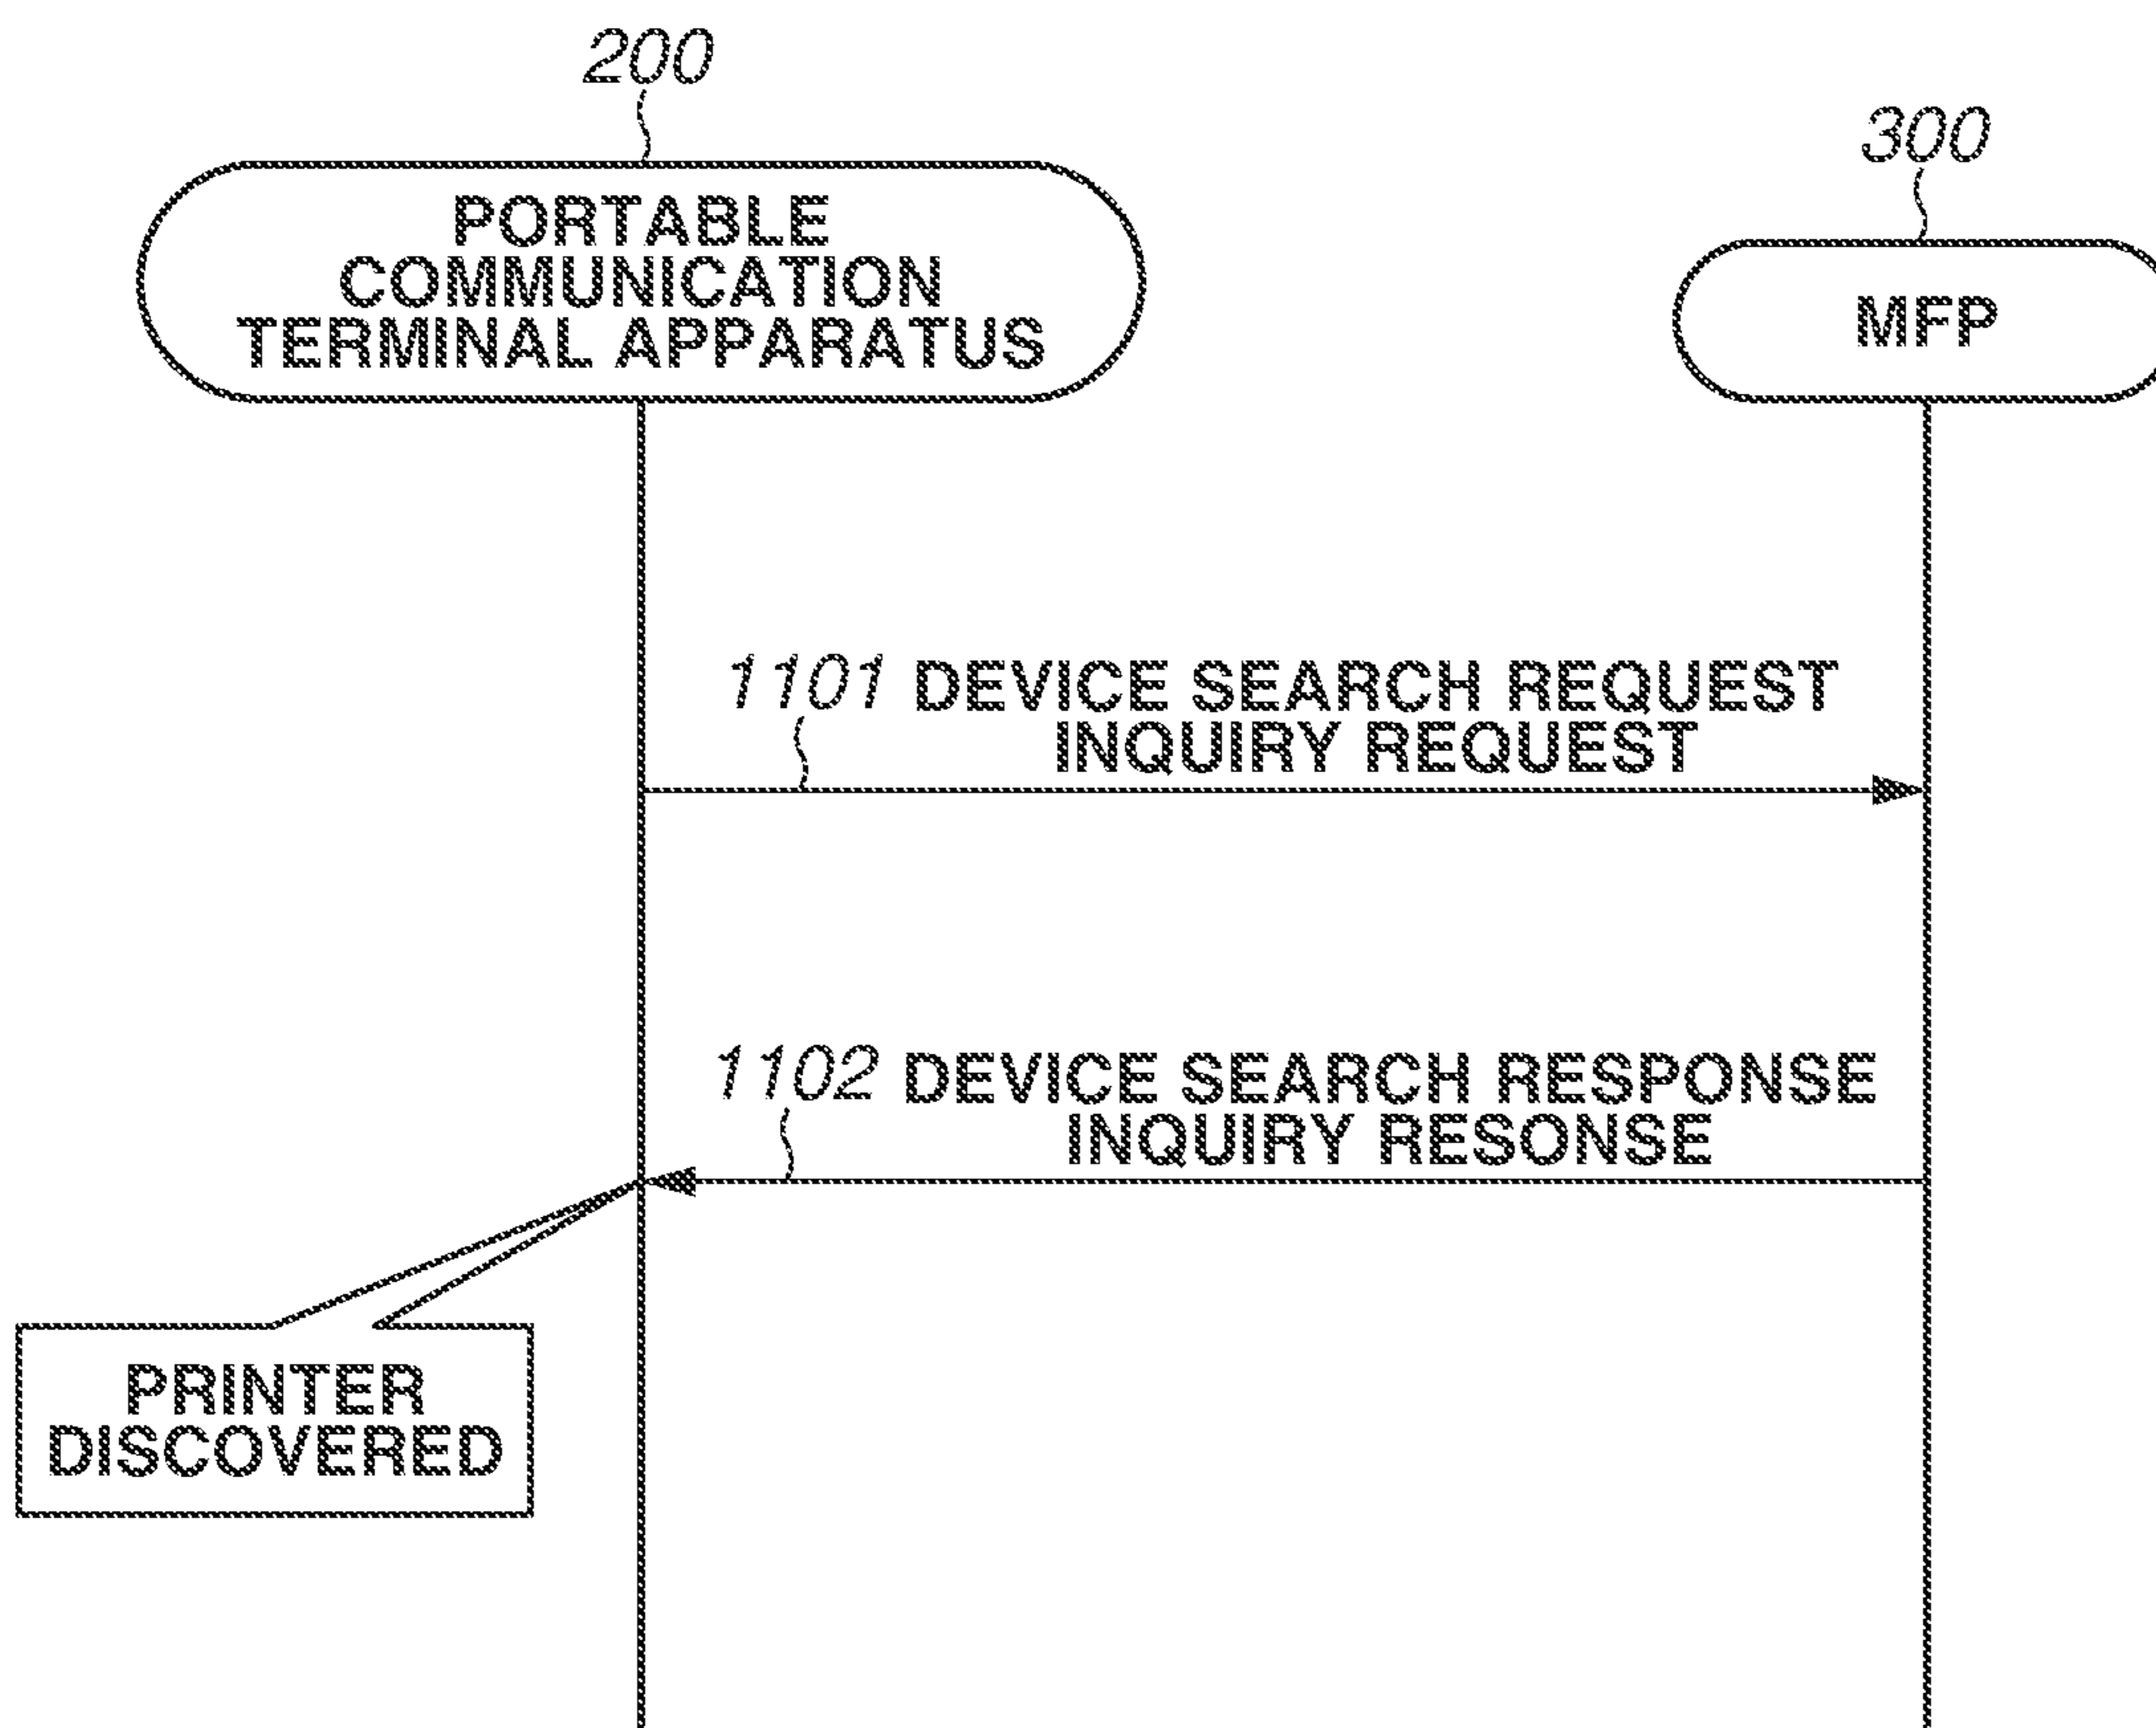 200
300
PORTABLE
COMMUNICATION
TERMINAL APPARATUS
MFP
1101 DEVICE SEARCH REQUEST
INQUIRY REQUEST
1102 DEVICE SEARCH RESPONSE
INQUIRY RESONSE
PRINTER
DISCOVERED